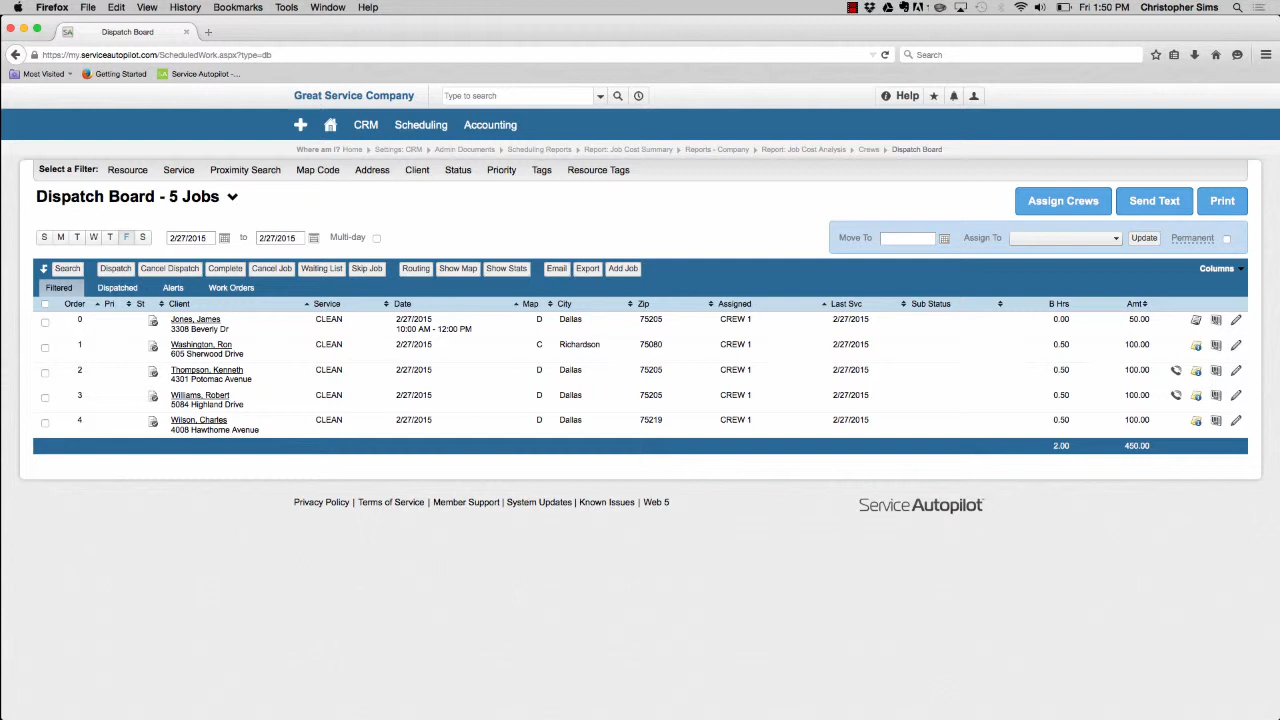 Firefox File Edit View History Bookmarks Tools Window Help Fri 1:50 PM Christopher Sims
SA Dispatch Board
https://my.serviceautopilot.com/ScheduledWork.aspx?type=db Search
Most Visited Getting Started SA Service Autopilot -...
Great Service Company Type to search Help
CRM Scheduling Accounting
Where am I? Home Settings: CRM Admin Documents Scheduling Reports Report: Job Cost Summary Reports - Company Report: Job Cost Analysis Crews Dispatch Board
Select a Filter: Resource Service Proximity Search Map Code Address Client Status Priority Tags Resource Tags
Dispatch Board - 5 Jobs Assign Crews Send Text Print
S M T W T F S 2/27/2015 to 2/27/2015 Multi-day Move To Assign To Update Permanent
Search Dispatch Cancel Dispatch Complete Cancel Job Waiting List Skip Job Routing Show Map Show Stats Email Export Add Job Columns
Filtered Dispatched Alerts Work Orders
Order Pri St Client Service Date Map City Zip Assigned Last Svc Sub Status B Hrs Amt
0 Jones, James CLEAN 2/27/2015 D Dallas 75205 CREW 1 2/27/2015 0.00 50.00
3308 Beverly Dr 10:00 AM - 12:00 PM
1 Washington, Ron CLEAN 2/27/2015 C Richardson 75080 CREW 1 2/27/2015 0.50 100.00
605 Sherwood Drive
2 Thompson, Kenneth CLEAN 2/27/2015 D Dallas 75205 CREW 1 2/27/2015 0.50 100.00
4301 Potomac Avenue
3 Williams, Robert CLEAN 2/27/2015 D Dallas 75205 CREW 1 2/27/2015 0.50 100.00
5084 Highland Drive
4 Wilson, Charles CLEAN 2/27/2015 D Dallas 75219 CREW 1 2/27/2015 0.50 100.00
4008 Hawthorne Avenue
2.00 450.00
Privacy Policy | Terms of Service | Member Support | System Updates | Known Issues | Web 5 Service Autopilot